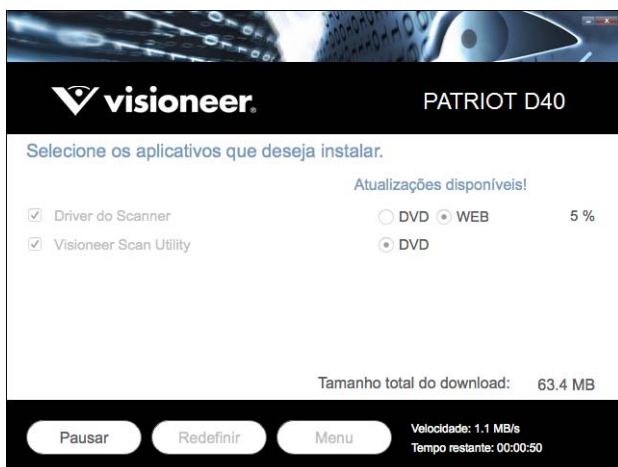 visioneer®
PATRIOT D40
Selecione os aplicativos que deseja instalar.
Atualizações disponíveis!
Driver do Scanner DVD WEB 5 %
Visioneer Scan Utility DVD
Tamanho total do download: 63.4 MB
Pausar Redefinir Menu
Velocidade: 1.1 MB/s
Tempo restante: 00:00:50